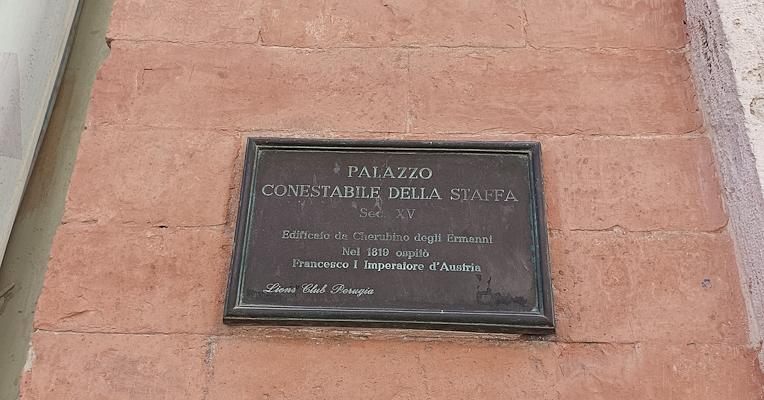 PALAZZO
CONESTABILE DELLA STAFFA
Sec. XV
Edificato da Cherubino degli Ermanni
Nel 1819 ospitò
Francesco I Imperatore d'Austria
Lions Club Perugia